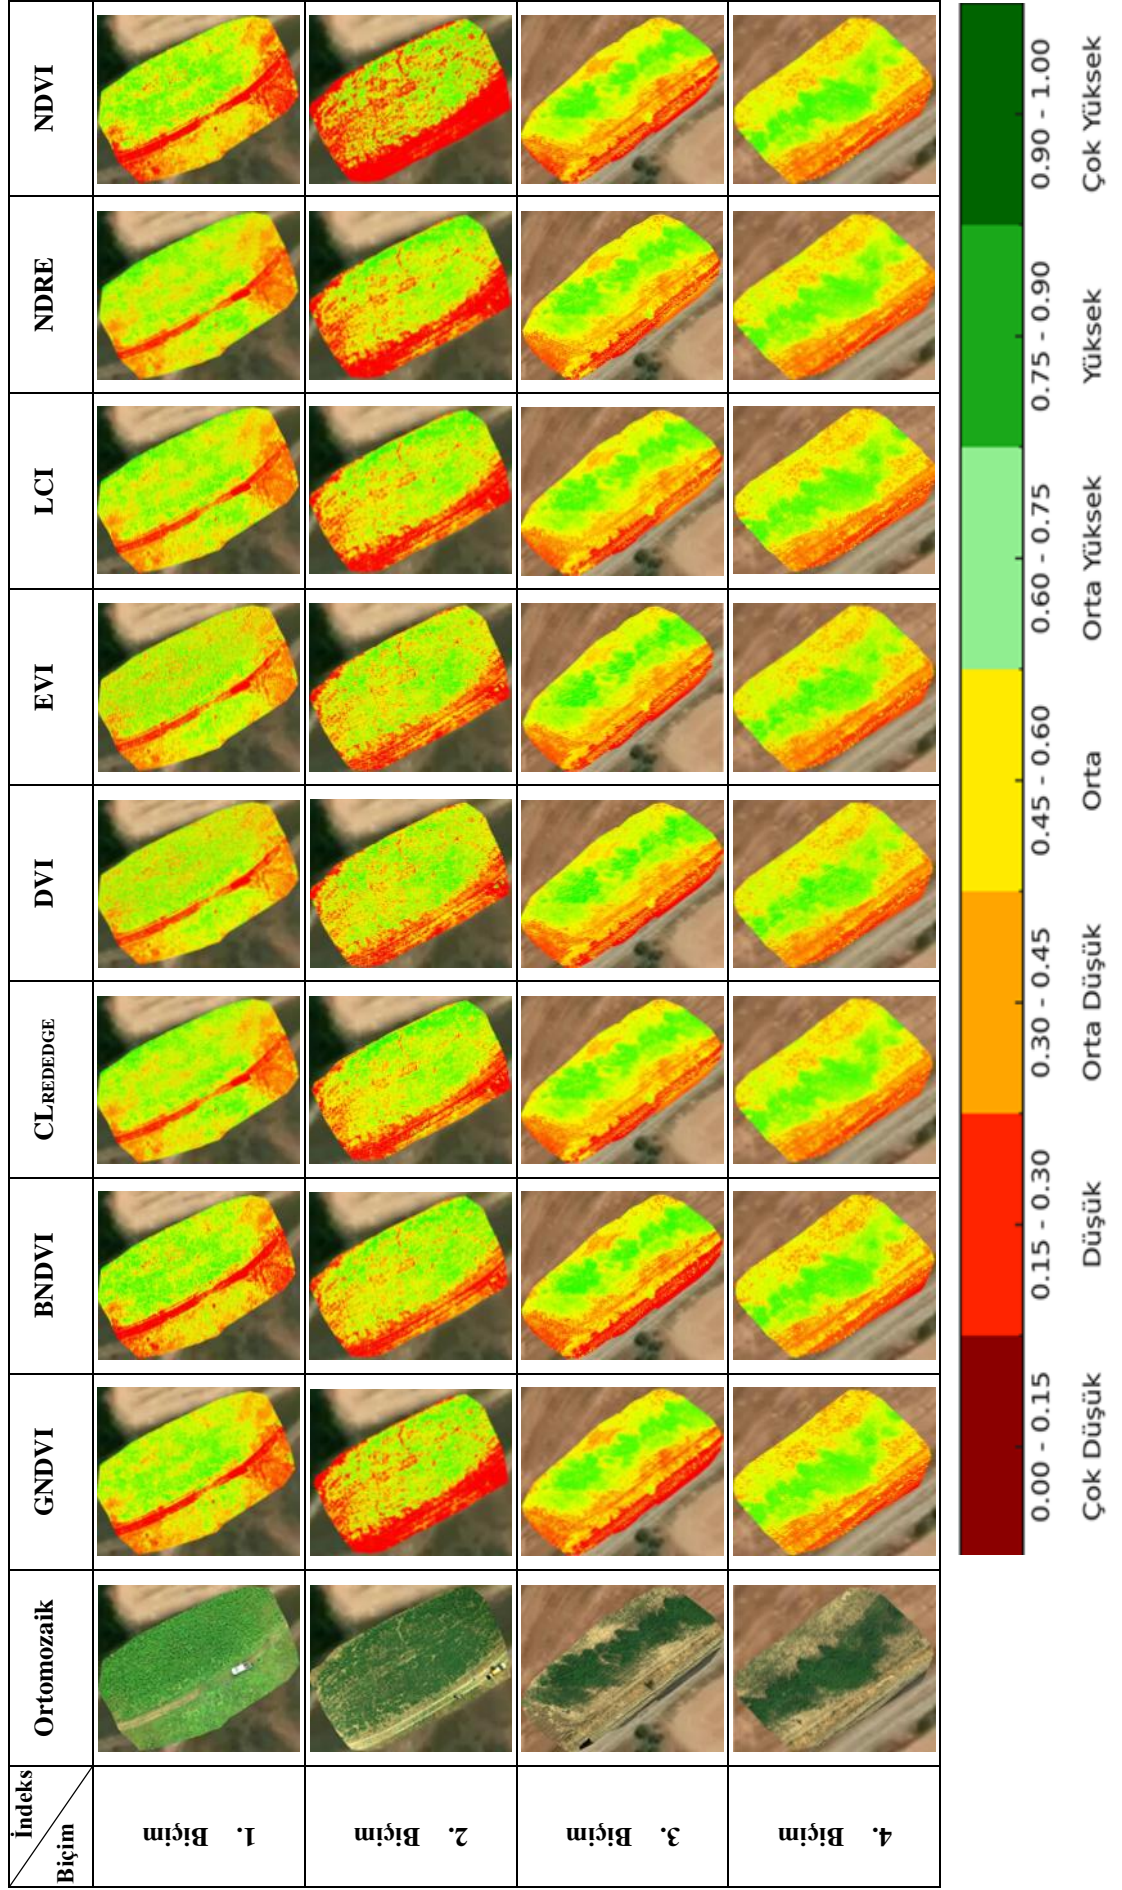 İndeks
Biçim
Ortomozaik
GNDVI
BNDVI
CLREDEDGE
DVI
EVI
LCI
NDRE
NDVI
1. Biçim
2. Biçim
3. Biçim
4. Biçim
0.00 - 0.15
0.15 - 0.30
0.30 - 0.45
0.45 - 0.60
0.60 - 0.75
0.75 - 0.90
0.90 - 1.00
Çok Düşük
Düşük
Orta Düşük
Orta
Orta Yüksek
Yüksek
Çok Yüksek